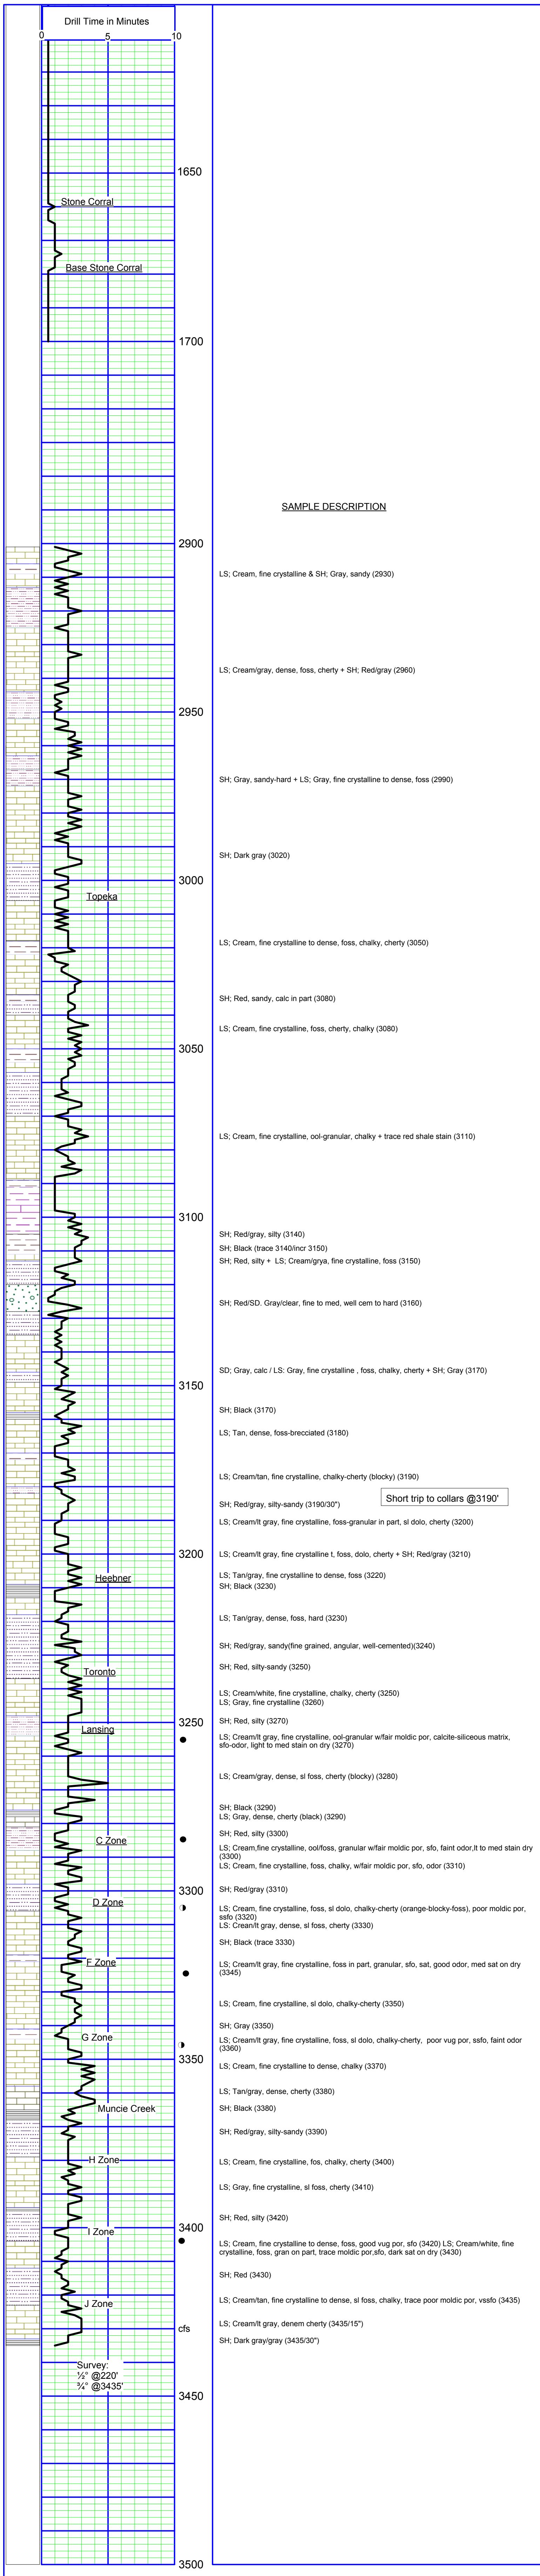 Drill Time in Minutes
0 5 10
1650
Stone Corral
Base Stone Corral
1700
SAMPLE DESCRIPTION
2900
LS; Cream, fine crystalline & SH; Gray, sandy (2930)
LS; Cream/gray, dense, foss, cherty + SH; Red/gray (2960)
2950
SH; Gray, sandy-hard + LS; Gray, fine crystalline to dense, foss (2990)
SH; Dark gray (3020)
3000
Topeka
LS; Cream, fine crystalline to dense, foss, chalky, cherty (3050)
SH; Red, sandy, calc in part (3080)
LS; Cream, fine crystalline, foss, cherty, chalky (3080)
3050
LS; Cream, fine crystalline, ool-granular, chalky + trace red shale stain (3110)
3100
SH; Red/gray, silty (3140)
SH; Black (trace 3140/incr 3150)
SH; Red, silty + LS; Cream/grya, fine crystalline, foss (3150)
SH; Red/SD. Gray/clear, fine to med, well cem to hard (3160)
3150
SD; Gray, calc / LS: Gray, fine crystalline , foss, chalky, cherty + SH; Gray (3170)
SH; Black (3170)
LS; Tan, dense, foss-brecciated (3180)
LS; Cream/tan, fine crystalline, chalky-cherty (blocky) (3190)
Short trip to collars @3190'
SH; Red/gray, silty-sandy (3190/30")
LS; Cream/lt gray, fine crystalline, foss-granular in part, sl dolo, cherty (3200)
3200
LS; Cream/lt gray, fine crystalline t, foss, dolo, cherty + SH; Red/gray (3210)
Heebner
LS; Tan/gray, fine crystalline to dense, foss (3220)
SH; Black (3230)
LS; Tan/gray, dense, foss, hard (3230)
SH; Red/gray, sandy(fine grained, angular, well-cemented)(3240)
Toronto
SH; Red, silty-sandy (3250)
LS; Cream/white, fine crystalline, chalky, cherty (3250)
LS; Gray, fine crystalline (3260)
3250
SH; Red, silty (3270)
Lansing
LS; Cream/lt gray, fine crystalline, ool-granular w/fair moldic por, calcite-siliceous matrix,
sfo-odor, light to med stain on dry (3270)
LS; Cream/gray, dense, sl foss, cherty (blocky) (3280)
SH; Black (3290)
LS; Gray, dense, cherty (black) (3290)
SH; Red, silty (3300)
C Zone
LS; Cream,fine crystalline, ool/foss, granular w/fair moldic por, sfo, faint odor,lt to med stain dry
(3300)
LS; Cream, fine crystalline, foss, chalky, w/fair moldic por, sfo, odor (3310)
3300
SH; Red/gray (3310)
D Zone
LS; Cream, fine crystalline, foss, sl dolo, chalky-cherty (orange-blocky-foss), poor moldic por,
ssfo (3320)
LS: Crean/lt gray, dense, sl foss, cherty (3330)
SH; Black (trace 3330)
F Zone
LS; Cream/lt gray, fine crystalline, foss in part, granular, sfo, sat, good odor, med sat on dry
(3345)
LS; Cream, fine crystalline, sl dolo, chalky-cherty (3350)
SH; Gray (3350)
G Zone
LS; Cream/lt gray, fine crystalline, foss, sl dolo, chalky-cherty, poor vug por, ssfo, faint odor
(3360)
3350
LS; Cream, fine crystalline to dense, chalky (3370)
LS; Tan/gray, dense, cherty (3380)
Muncie Creek
SH; Black (3380)
SH; Red/gray, silty-sandy (3390)
H Zone
LS; Cream, fine crystalline, fos, chalky, cherty (3400)
LS; Gray, fine crystalline, sl foss, cherty (3410)
SH; Red, silty (3420)
3400
I Zone
LS; Cream, fine crystalline to dense, foss, good vug por, sfo (3420) LS; Cream/white, fine
crystalline, foss, gran on part, trace moldic por,sfo, dark sat on dry (3430)
SH; Red (3430)
J Zone
LS; Cream/tan, fine crystalline to dense, sl foss, chalky, trace poor moldic por, vssfo (3435)
LS; Cream/lt gray, denem cherty (3435/15")
cfs
SH; Dark gray/gray (3435/30")
Survey:
½° @220'
¾° @3435'
3450
3500